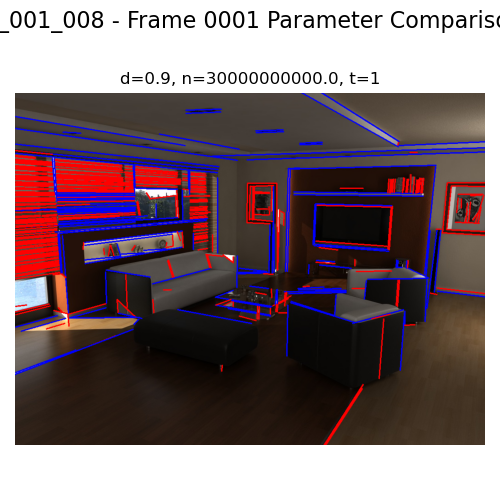 _001_008 - Frame 0001 Parameter Compariso
d=0.9, n=30000000000.0, t=1